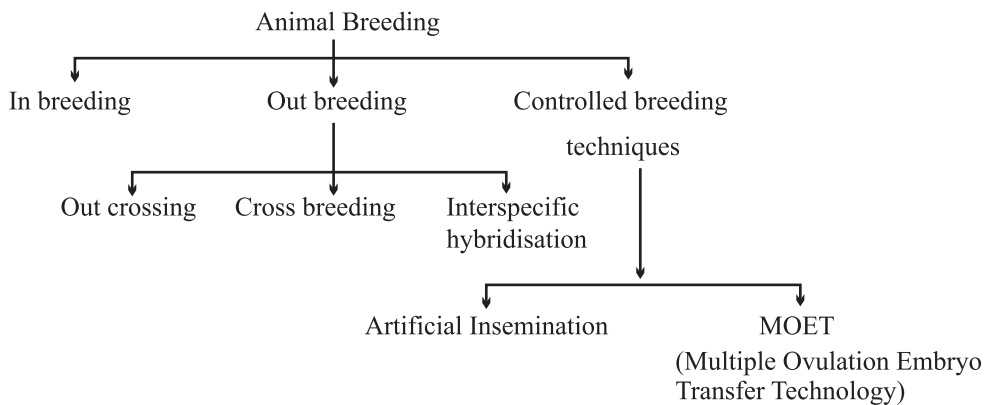 Animal Breeding
In breeding
Out breeding
Controlled breeding
techniques
Out crossing
Cross breeding
Interspecific
hybridisation
Artificial Insemination
MOET
(Multiple Ovulation Embryo
Transfer Technology)